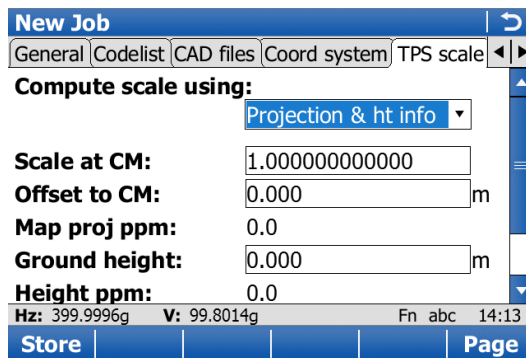 New Job
General Codelist CAD files Coord system TPS scale
Compute scale using:
Projection & ht info
Scale at CM: 1.000000000000
Offset to CM: 0.000 m
Map proj ppm: 0.0
Ground height: 0.000 m
Height ppm: 0.0
Hz: 399.9996g V: 99.8014g Fn abc 14:13
Store Page